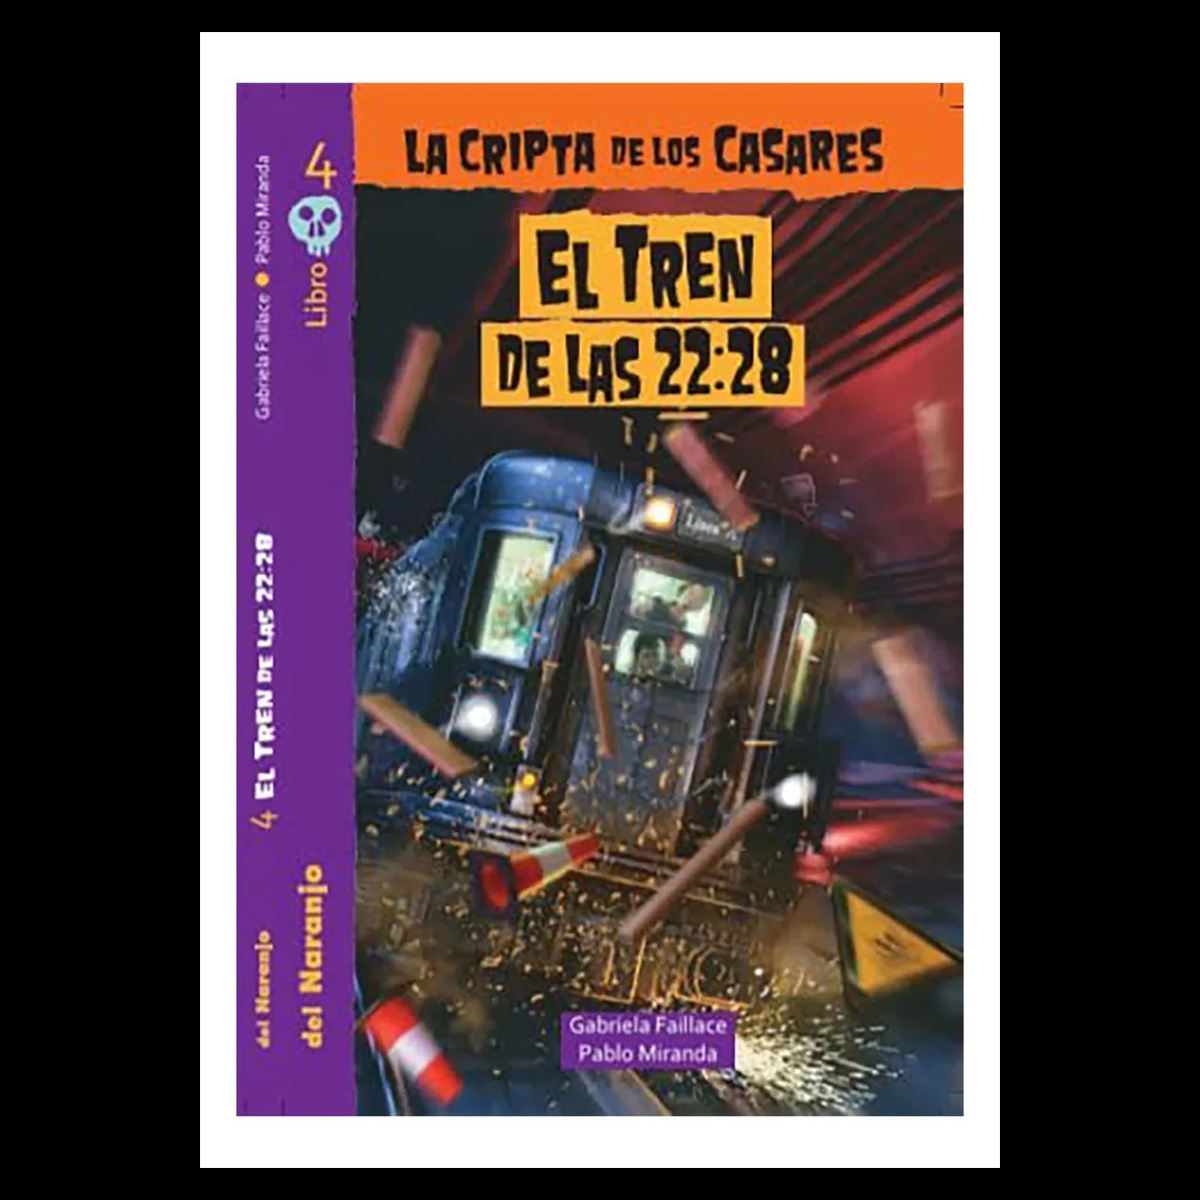 LA CRIPTA DE LOS CASARES
EL TREN
DE LAS 22:28
Gabriela Faillace
Pablo Miranda
Libro 4
del Naranjo
Gabriela Faillace • Pablo Miranda
4 EL TREN DE LAS 22:28
del Naranjo